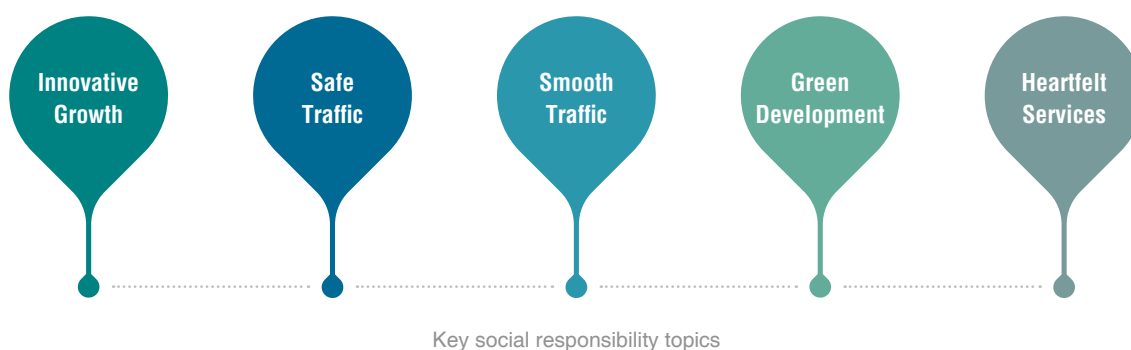 Innovative
Growth
Safe
Traffic
Smooth
Traffic
Green
Development
Heartfelt
Services
Key social responsibility topics